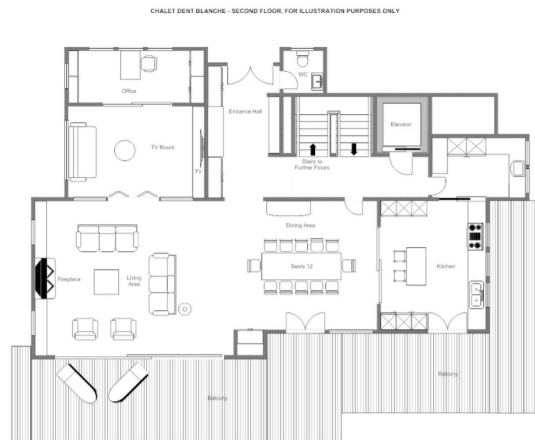 CHALET DENT BLANCHE - SECOND FLOOR, FOR ILLUSTRATION PURPOSES ONLY
Office
WC
Entrance Hall
Elevator
TV Room
TV
Stairs to
Further Floors
Dining Area
Fireplace
Living
Area
Seats 12
Kitchen
Balcony
Balcony